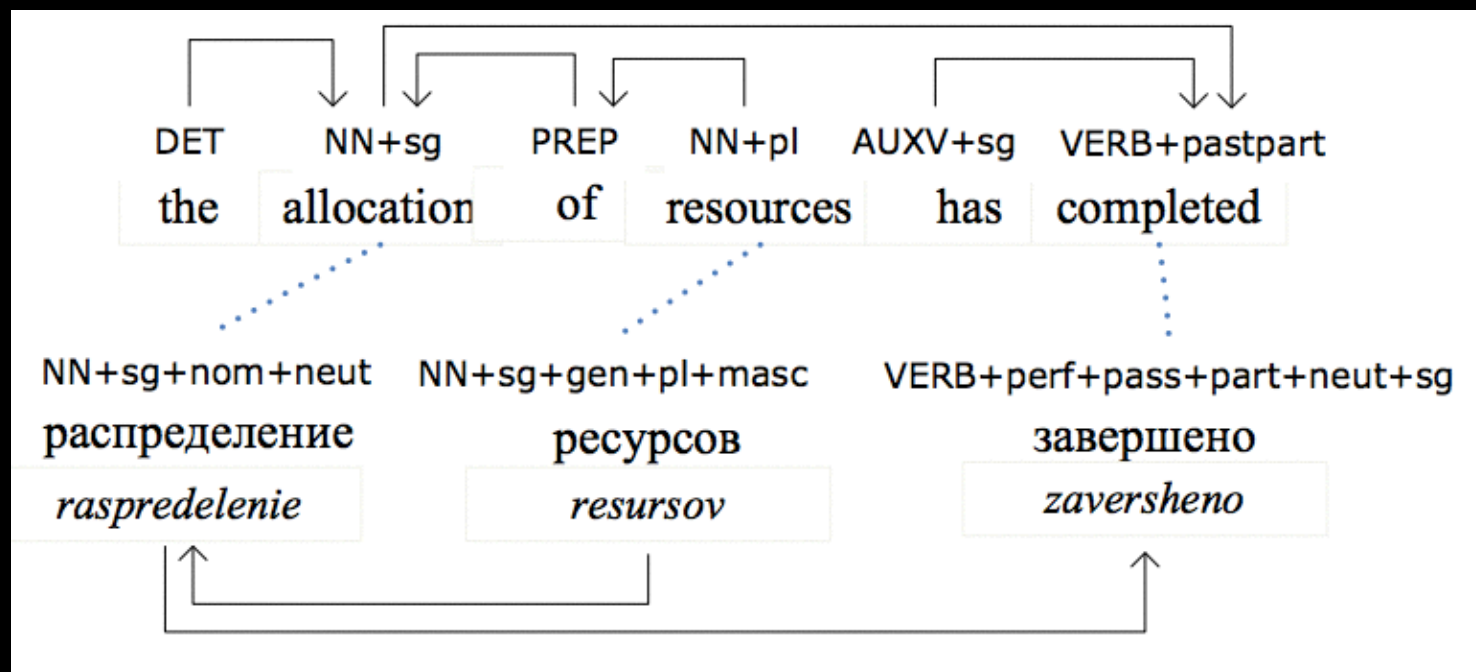 DET NN+sg PREP NN+pl AUXV+sg VERB+pastpart
the allocation of resources has completed
NN+sg+nom+neut NN+sg+gen+pl+masc VERB+perf+pass+part+neut+sg
распределение ресурсов завершено
raspredelenie resursov zaversheno